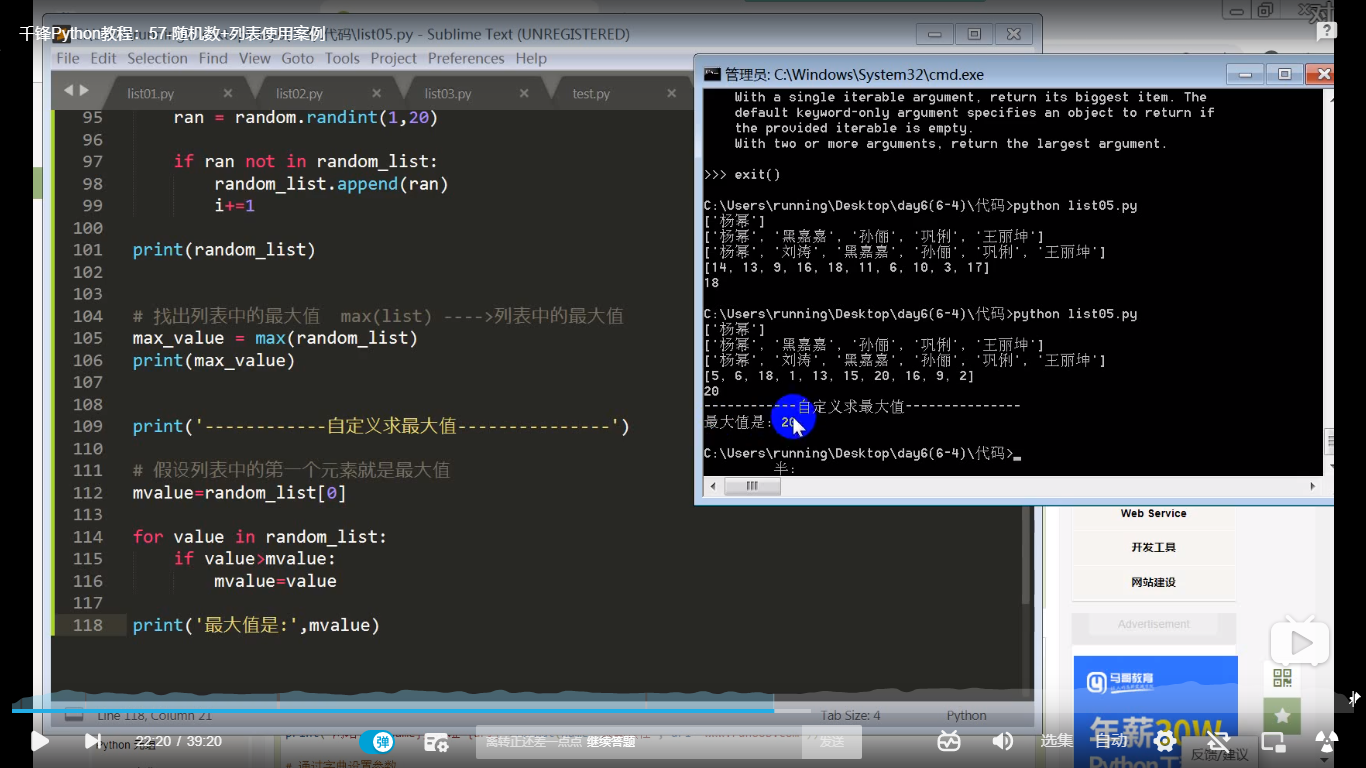 千锋Python教程：57.随机数+列表使用案例
代码\list05.py - Sublime Text (UNREGISTERED)
File Edit Selection Find View Goto Tools Project Preferences Help
list01.py
list02.py
list03.py
test.py
95 ran = random.randint(1,20)
96
97 if ran not in random_list:
98 random_list.append(ran)
99 i+=1
100
101 print(random_list)
102
103
104 # 找出列表中的最大值 max(list) ---->列表中的最大值
105 max_value = max(random_list)
106 print(max_value)
107
108
109 print('------------自定义求最大值---------------')
110
111 # 假设列表中的第一个元素就是最大值
112 mvalue=random_list[0]
113
114 for value in random_list:
115 if value>mvalue:
116 mvalue=value
117
118 print('最大值是:',mvalue)
管理员: C:\Windows\System32\cmd.exe
With a single iterable argument, return its biggest item. The
default keyword-only argument specifies an object to return if
the provided iterable is empty.
With two or more arguments, return the largest argument.
>>> exit()
C:\Users\running\Desktop\day6(6-4)\代码>python list05.py
['杨幂']
['杨幂', '黑嘉嘉', '孙俪', '巩俐', '王丽坤']
['杨幂', '刘涛', '黑嘉嘉', '孙俪', '巩俐', '王丽坤']
[14, 13, 9, 16, 18, 11, 6, 10, 3, 17]
18
C:\Users\running\Desktop\day6(6-4)\代码>python list05.py
['杨幂']
['杨幂', '黑嘉嘉', '孙俪', '巩俐', '王丽坤']
['杨幂', '刘涛', '黑嘉嘉', '孙俪', '巩俐', '王丽坤']
[5, 6, 18, 1, 13, 15, 20, 16, 9, 2]
20
------------自定义求最大值---------------
最大值是: 20
C:\Users\running\Desktop\day6(6-4)\代码>
半:
Web Service
开发工具
网站建设
Advertisement
马哥教育
年薪20W
Line 118, Column 21
Tab Size: 4
Python
22:20 / 39:20
弹
离转正还差一点点 继续答题
发送
选集
自动
反馈/建议
# 通过字典设置参数